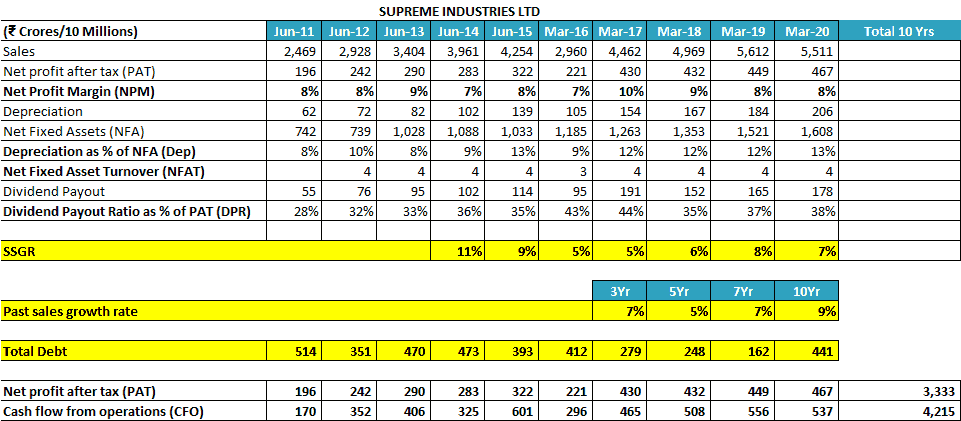 SUPREME INDUSTRIES LTD
(₹ Crores/10 Millions) Jun-11 Jun-12 Jun-13 Jun-14 Jun-15 Mar-16 Mar-17 Mar-18 Mar-19 Mar-20 Total 10 Yrs
Sales 2,469 2,928 3,404 3,961 4,254 2,960 4,462 4,969 5,612 5,511
Net profit after tax (PAT) 196 242 290 283 322 221 430 432 449 467
Net Profit Margin (NPM) 8% 8% 9% 7% 8% 7% 10% 9% 8% 8%
Depreciation 62 72 82 102 139 105 154 167 184 206
Net Fixed Assets (NFA) 742 739 1,028 1,088 1,033 1,185 1,263 1,353 1,521 1,608
Depreciation as % of NFA (Dep) 8% 10% 8% 9% 13% 9% 12% 12% 12% 13%
Net Fixed Asset Turnover (NFAT) 4 4 4 4 3 4 4 4 4
Dividend Payout 55 76 95 102 114 95 191 152 165 178
Dividend Payout Ratio as % of PAT (DPR) 28% 32% 33% 36% 35% 43% 44% 35% 37% 38%
SSGR 11% 9% 5% 5% 6% 8% 7%
3Yr 5Yr 7Yr 10Yr
Past sales growth rate 7% 5% 7% 9%
Total Debt 514 351 470 473 393 412 279 248 162 441
Net profit after tax (PAT) 196 242 290 283 322 221 430 432 449 467 3,333
Cash flow from operations (CFO) 170 352 406 325 601 296 465 508 556 537 4,215